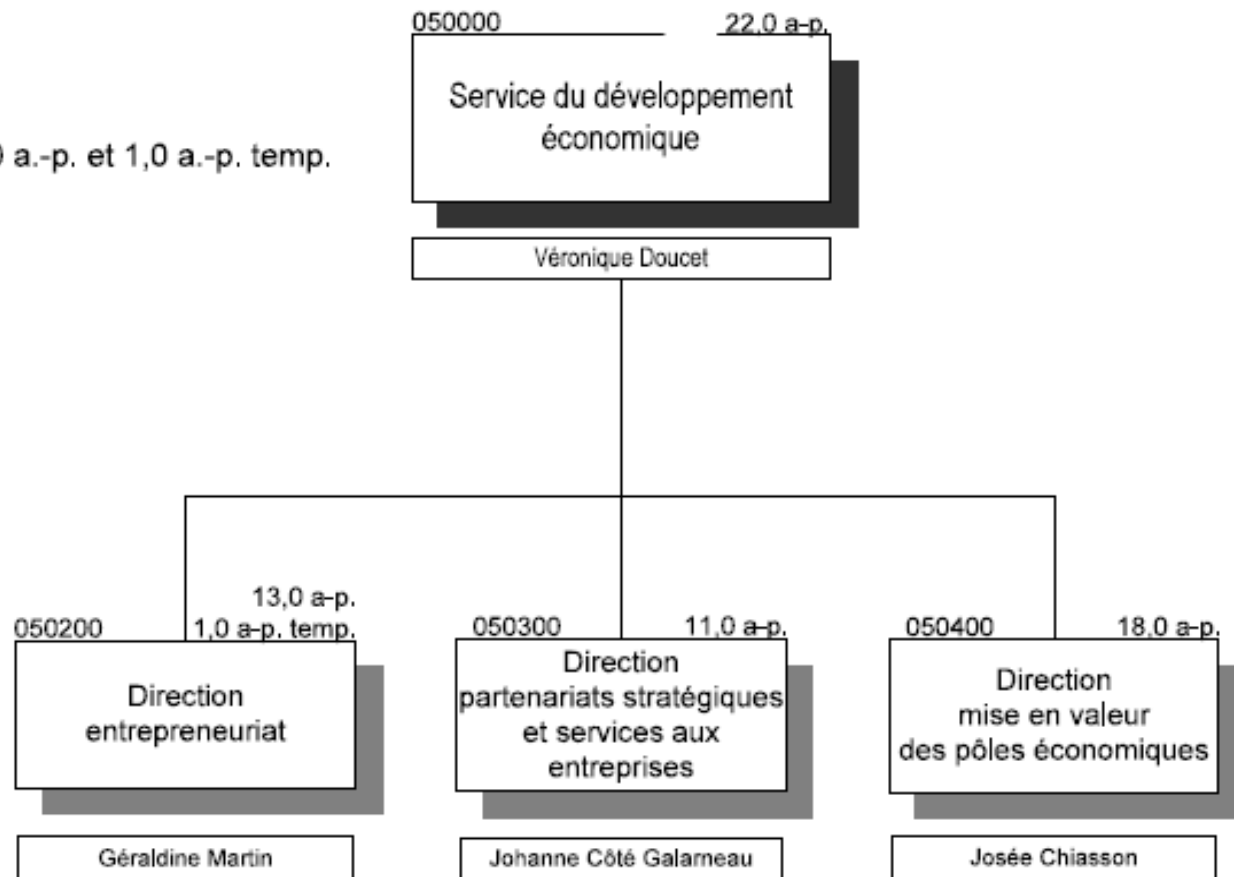 050000 22,0 a-p.
Service du développement
économique
a.-p. et 1,0 a.-p. temp.
Véronique Doucet
13,0 a-p.
050200 1,0 a-p. temp.
Direction
entrepreneuriat
Géraldine Martin
050300 11,0 a-p.
Direction
partenariats stratégiques
et services aux
entreprises
Johanne Côté Galarneau
050400 18,0 a-p.
Direction
mise en valeur
des pôles économiques
Josée Chiasson